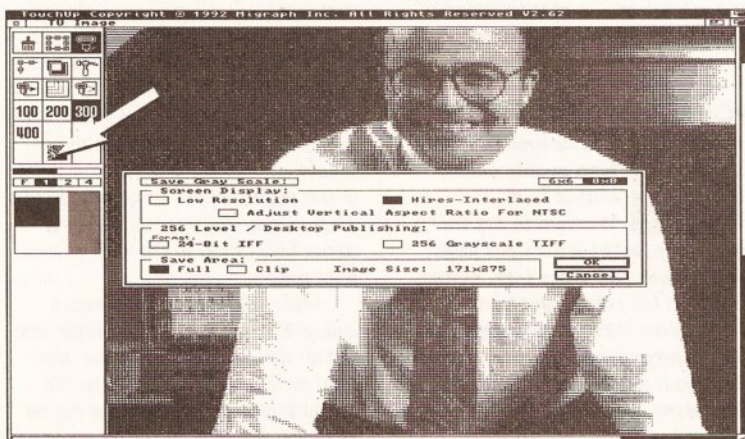 TouchUp Copyright © 1992 Migraph Inc. All Rights Reserved V2.62
TU Image
100 200 300
400
F 1 2 4
Save Gray Scale: 6x6 8x8
Screen Display:
Low Resolution Hires-Interlaced
Adjust Vertical Aspect Ratio For NTSC
256 Level / Desktop Publishing:
Format.
24-Bit IFF 256 Grayscale TIFF
Save Area:
Full Clip Image Size: 171x275 OK
Cancel